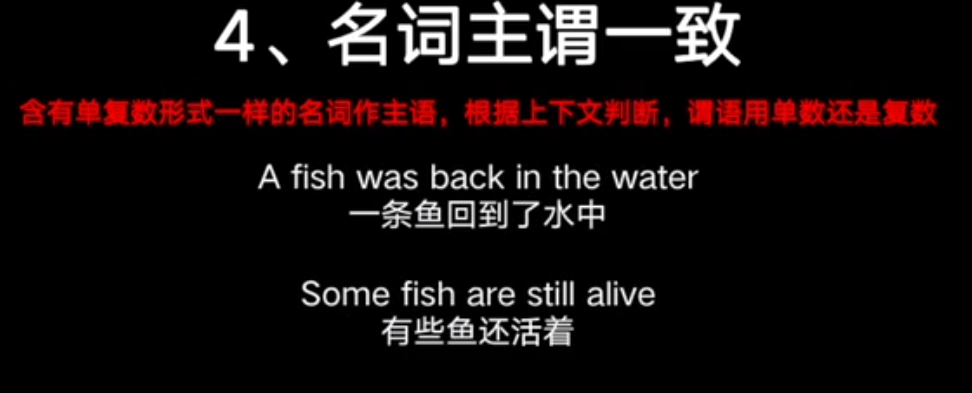 4、名词主谓一致
含有单复数形式一样的名词作主语，根据上下文判断，谓语用单数还是复数
A fish was back in the water
一条鱼回到了水中
Some fish are still alive
有些鱼还活着